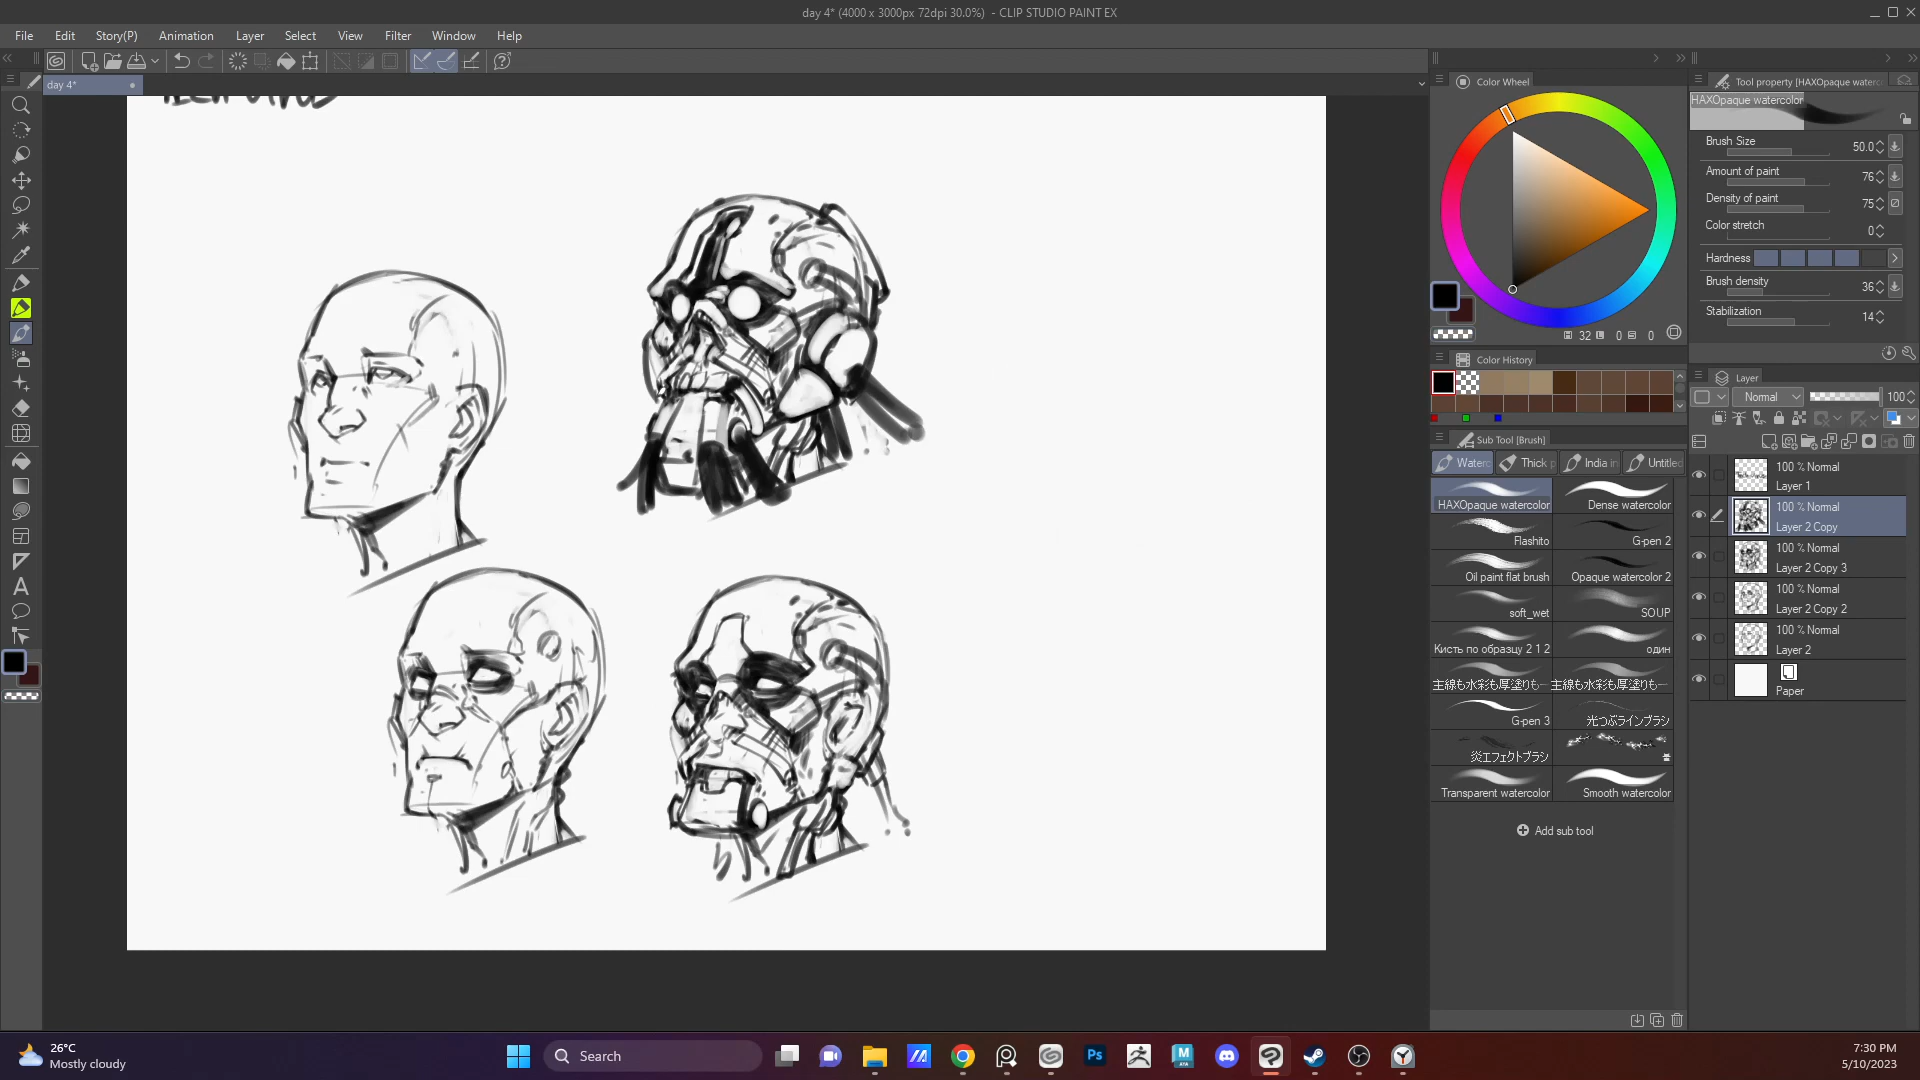 day 4* (4000 x 3000px 72dpi 30.0%) - CLIP STUDIO PAINT EX
File Edit Story(P) Animation Layer Select View Filter Window Help
day 4*
Color Wheel
32 0 0
Color History
Sub Tool [Brush]
Thick India in Untitled
HAXOpaque watercolor Dense watercolor
Flashito G-pen 2
Oil paint flat brush Opaque watercolor 2
soft_wet SOUP
Кисть по образцу 2 1 2 один
主線も水彩も厚塗りも… 主線も水彩も厚塗りも…
G-pen 3 光つぶラインブラシ
炎エフェクトブラシ
Transparent watercolor Smooth watercolor
Add sub tool
Tool property [HAXOpaque waterc
HAXOpaque watercolor
Brush Size 50.0
Amount of paint 76
Density of paint 75
Color stretch 0
Hardness
Brush density 36
Stabilization 14
Layer
Normal 100
100 % Normal
Layer 1
100 % Normal
Layer 2 Copy
100 % Normal
Layer 2 Copy 3
100 % Normal
Layer 2 Copy 2
100 % Normal
Layer 2
Paper
26°C
Mostly cloudy
Search
Ps
M
7:30 PM
5/10/2023